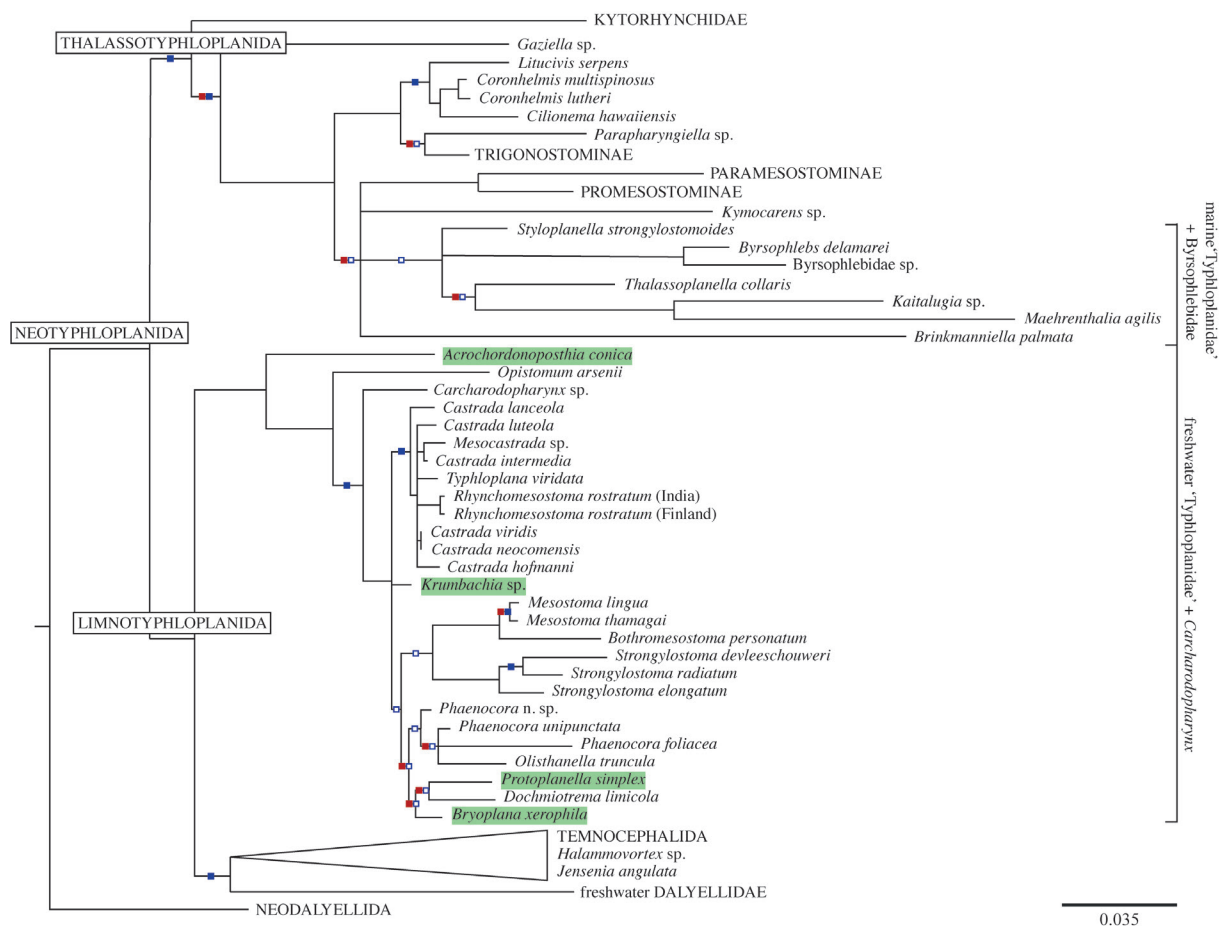 KYTORHYNCHIDAE
THALASSOTYPHLOPLANIDA
Gaziella sp.
Litucivis serpens
Coronhelmis multispinosus
Coronhelmis lutheri
Cilionema hawaiiensis
Parapharyngiella sp.
TRIGONOSTOMINAE
PARAMESOSTOMINAE
PROMESOSTOMINAE
Kymocarens sp.
Styloplanella strongylostomoides
Byrsophlebs delamarei
Byrsophlebidae sp.
Thalassoplanella collaris
Kaitalugia sp.
Maehrenthalia agilis
Brinkmanniella palmata
marine‘Typhloplanidae’
+ Byrsophlebidae
NEOTYPHLOPLANIDA
Acrochordonoposthia conica
Opistomum arsenii
Carcharodopharynx sp.
Castrada lanceola
Castrada luteola
Mesocastrada sp.
Castrada intermedia
Typhloplana viridata
Rhynchomesostoma rostratum (India)
Rhynchomesostoma rostratum (Finland)
Castrada viridis
Castrada neocomensis
Castrada hofmanni
Krumbachia sp.
Mesostoma lingua
LIMNOTYPHLOPLANIDA
Mesostoma thamagai
Bothromesostoma personatum
Strongylostoma devleeschouweri
Strongylostoma radiatum
Strongylostoma elongatum
Phaenocora n. sp.
Phaenocora unipunctata
Phaenocora foliacea
Olisthanella truncula
Protoplanella simplex
Dochmiotrema limicola
Bryoplana xerophila
freshwater ‘Typhloplanidae’ + Carcharodopharynx
TEMNOCEPHALIDA
Halammovortex sp.
Jensenia angulata
freshwater DALYELLIDAE
NEODALYELLIDA
0.035